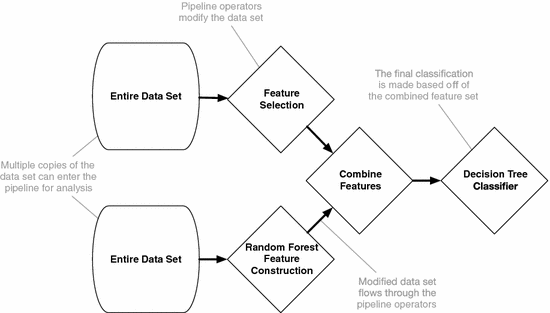 Pipeline operators
modify the data set
Entire Data Set
Feature
Selection
The final classification
is made based off of
the combined feature set
Multiple copies of the
data set can enter the
pipeline for analysis
Combine
Features
Decision Tree
Classifier
Entire Data Set
Random Forest
Feature
Construction
Modified data set
flows through the
pipeline operators